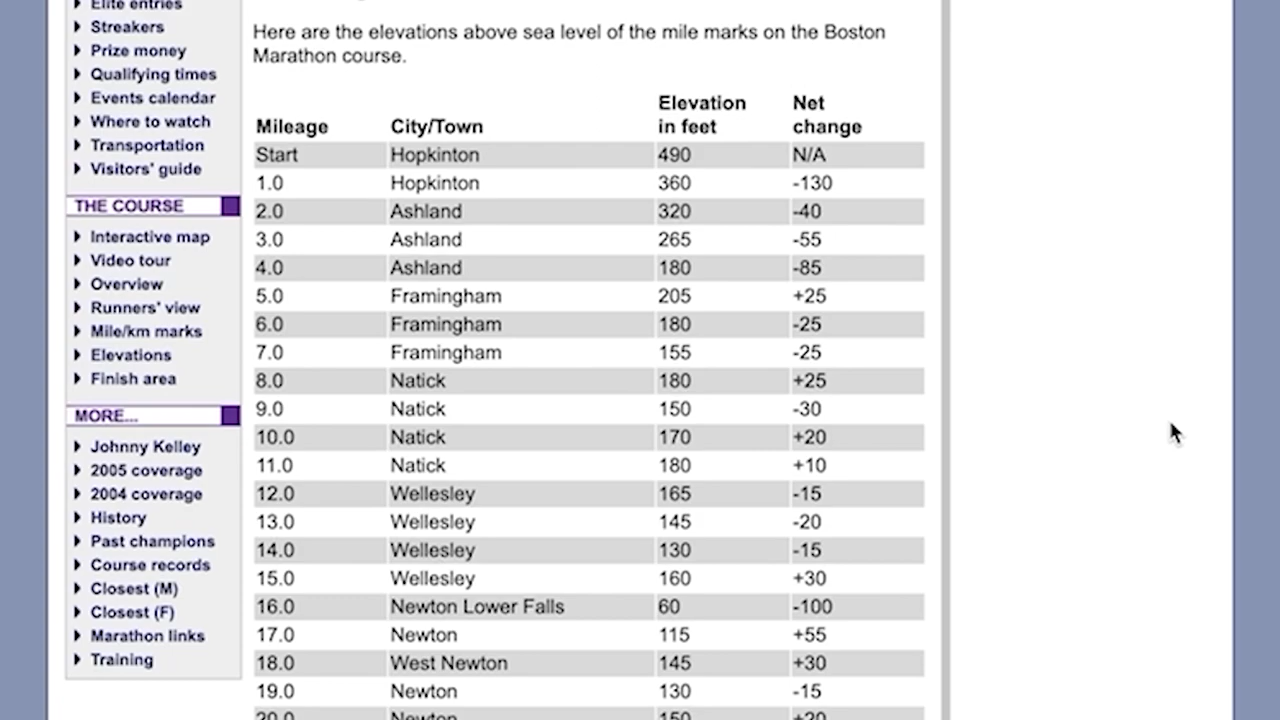 Elite entries
Streakers
Prize money
Qualifying times
Events calendar
Where to watch
Transportation
Visitors' guide
THE COURSE
Interactive map
Video tour
Overview
Runners' view
Mile/km marks
Elevations
Finish area
MORE...
Johnny Kelley
2005 coverage
2004 coverage
History
Past champions
Course records
Closest (M)
Closest (F)
Marathon links
Training
Here are the elevations above sea level of the mile marks on the Boston
Marathon course.
Mileage City/Town Elevation in feet Net change
Start Hopkinton 490 N/A
1.0 Hopkinton 360 -130
2.0 Ashland 320 -40
3.0 Ashland 265 -55
4.0 Ashland 180 -85
5.0 Framingham 205 +25
6.0 Framingham 180 -25
7.0 Framingham 155 -25
8.0 Natick 180 +25
9.0 Natick 150 -30
10.0 Natick 170 +20
11.0 Natick 180 +10
12.0 Wellesley 165 -15
13.0 Wellesley 145 -20
14.0 Wellesley 130 -15
15.0 Wellesley 160 +30
16.0 Newton Lower Falls 60 -100
17.0 Newton 115 +55
18.0 West Newton 145 +30
19.0 Newton 130 -15
20.0 Newton 150 +20